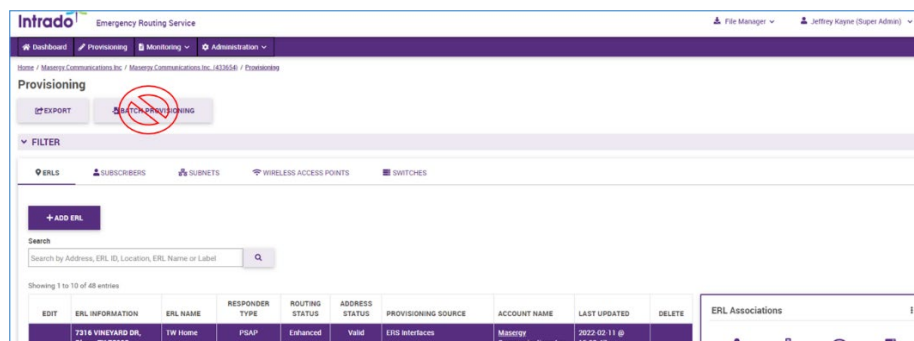 Intrado Emergency Routing Service File Manager Jeffrey Kayne (Super Admin)
Dashboard Provisioning Monitoring Administration
Home / Masergy Communications Inc / Masergy Communications Inc. (433654) / Provisioning
Provisioning
EXPORT BATCH PROVISIONING
FILTER
ERLS SUBSCRIBERS SUBNETS WIRELESS ACCESS POINTS SWITCHES
+ ADD ERL
Search
Search by Address, ERL ID, Location, ERL Name or Label
Showing 1 to 10 of 48 entries
EDIT ERL INFORMATION ERL NAME RESPONDER TYPE ROUTING STATUS ADDRESS STATUS PROVISIONING SOURCE ACCOUNT NAME LAST UPDATED DELETE
ERL Associations
7316 VINEYARD DR, TW Home PSAP Enhanced Valid ERS Interfaces Masergy 2022-02-11 @